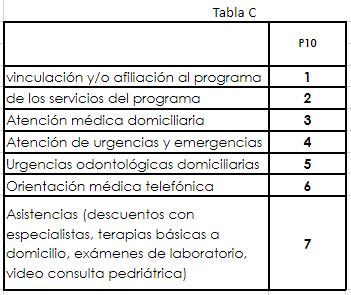 Tabla C
P10
vinculación y/o afiliación al programa 1
de los servicios del programa 2
Atención médica domiciliaria 3
Atención de urgencias y emergencias 4
Urgencias odontológicas domiciliarias 5
Orientación médica telefónica 6
Asistencias (descuentos con
especialistas, terapias básicas a
domicilio, exámenes de laboratorio,
video consulta pedriátrica) 7